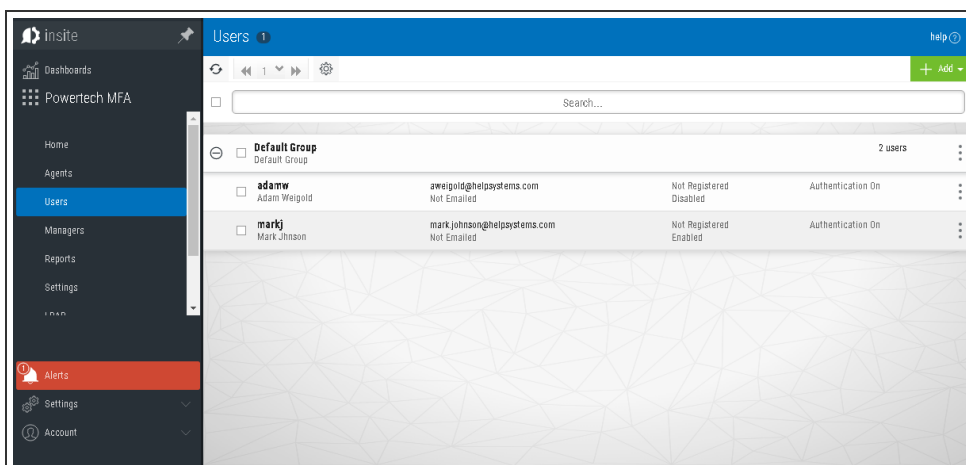 insite
Users 1
help ?
Dashboards
1
Add
Powertech MFA
Search...
Home
Default Group
2 users
Default Group
Agents
adamw
aweigold@helpsystems.com
Not Registered
Authentication On
Adam Weigold
Not Emailed
Disabled
Users
markj
mark.johnson@helpsystems.com
Not Registered
Authentication On
Mark Jhnson
Not Emailed
Enabled
Managers
Reports
Settings
LDAP
1
Alerts
Settings
Account